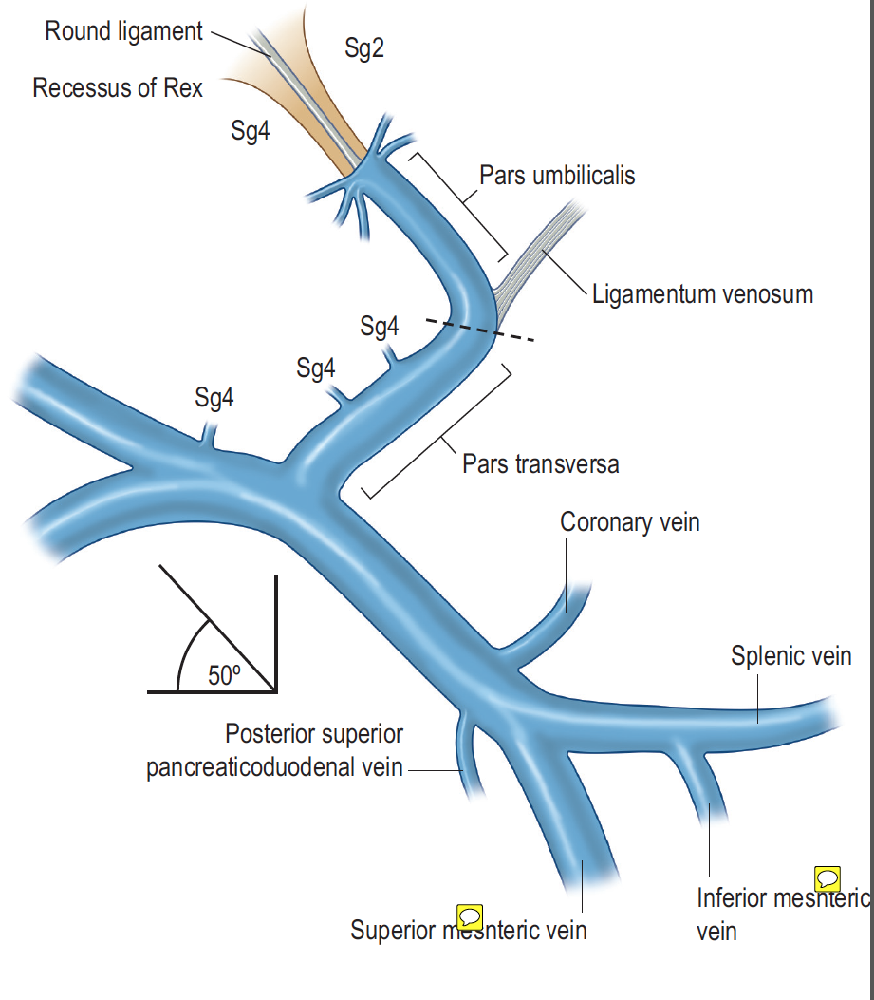 Round ligament
Sg2
Recessus of Rex
Sg4
Pars umbilicalis
Ligamentum venosum
Sg4
Sg4
Sg4
Pars transversa
Coronary vein
Splenic vein
50º
Posterior superior
pancreaticoduodenal vein
Inferior meshteric
vein
Superior meshteric vein